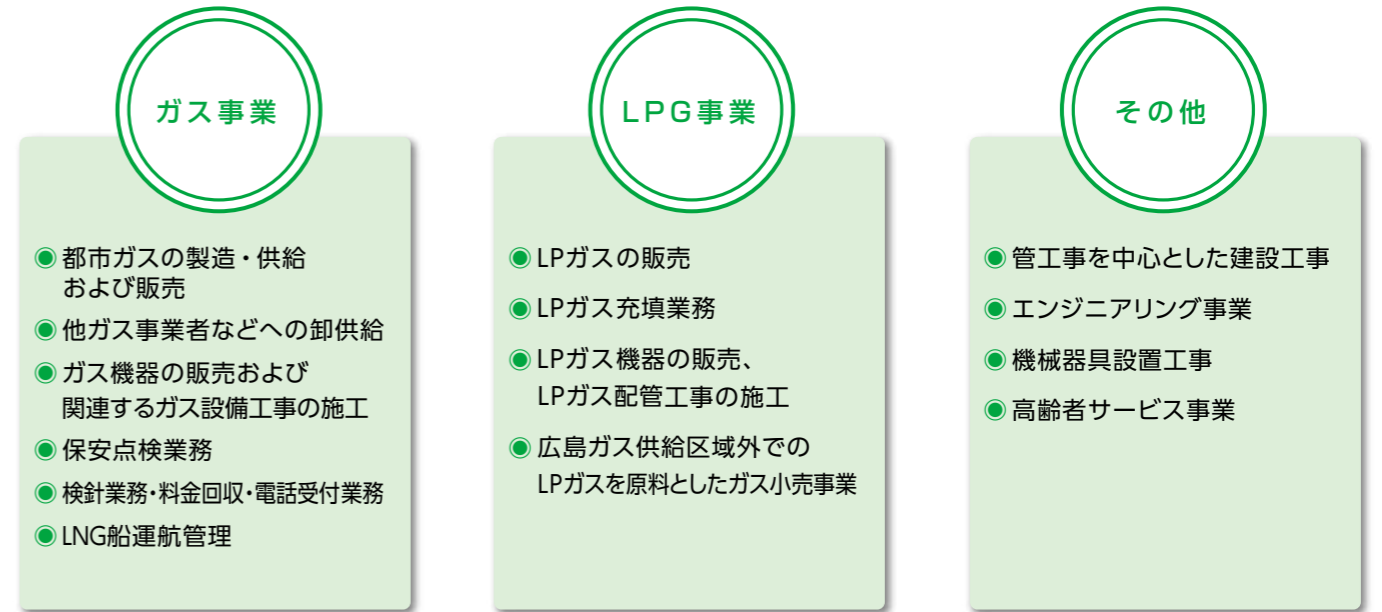 ガス事業
◉都市ガスの製造・供給
および販売
◉他ガス事業者などへの卸供給
◉ガス機器の販売および
関連するガス設備工事の施工
◉保安点検業務
◉検針業務・料金回収・電話受付業務
◉LNG船運航管理
LPG事業
◉LPガスの販売
◉LPガス充填業務
◉LPガス機器の販売、
LPガス配管工事の施工
◉広島ガス供給区域外での
LPガスを原料としたガス小売事業
その他
◉管工事を中心とした建設工事
◉エンジニアリング事業
◉機械器具設置工事
◉高齢者サービス事業